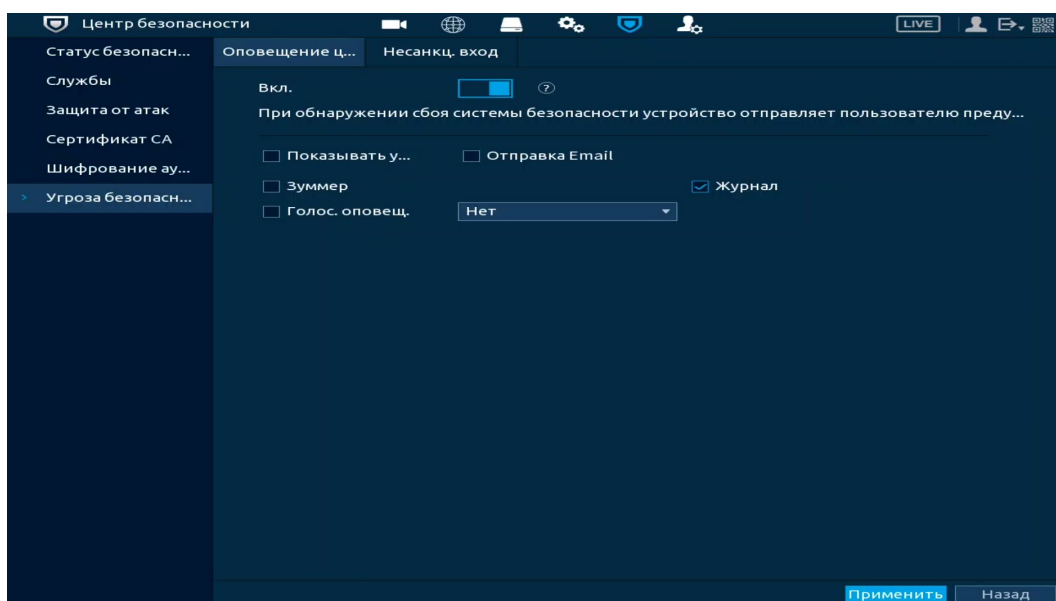 Центр безопасности LIVE
Статус безопасн...
Службы
Защита от атак
Сертификат CA
Шифрование ау...
Угроза безопасн...
Оповещение ц... Несанкц. вход
Вкл.
При обнаружении сбоя системы безопасности устройство отправляет пользователю преду...
Показывать у... Отправка Email
Зуммер Журнал
Голос. оповещ. Нет
Применить Назад